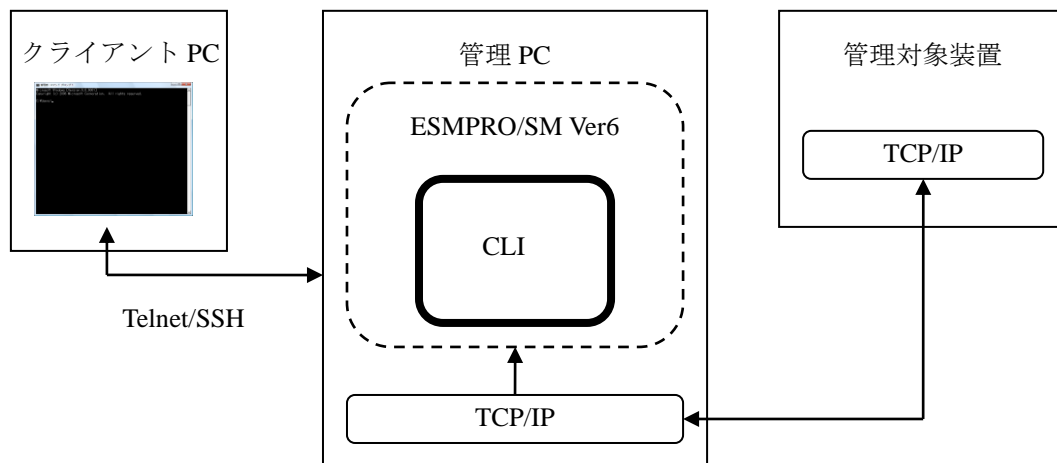 クライアント PC
管理 PC
管理対象装置
ESMPRO/SM Ver6
TCP/IP
CLI
Telnet/SSH
TCP/IP